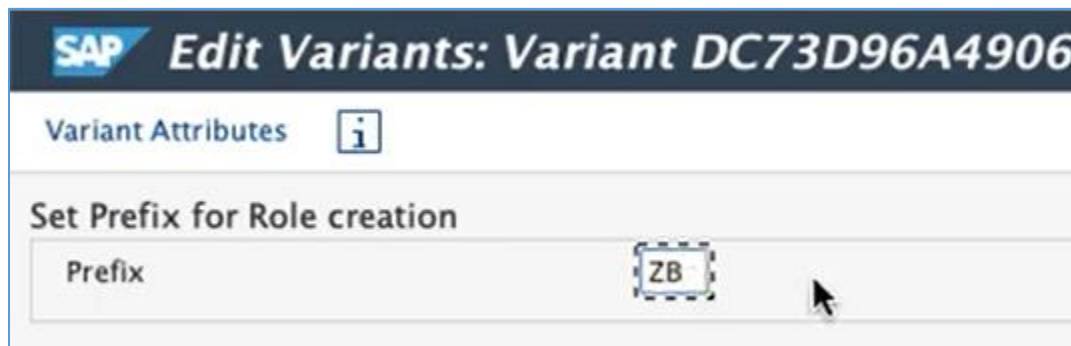 SAP Edit Variants: Variant DC73D96A4906
Variant Attributes i
Set Prefix for Role creation
Prefix ZB